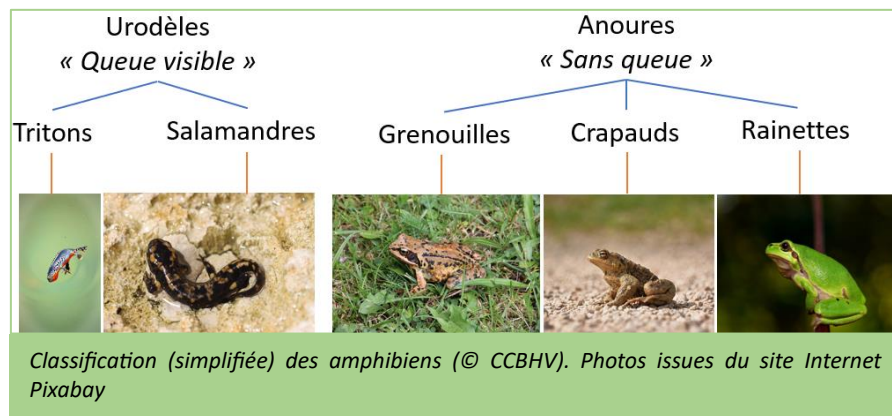 Urodèles
« Queue visible »
Anoures
« Sans queue »
Tritons
Salamandres
Grenouilles
Crapauds
Rainettes
Classification (simplifiée) des amphibiens (© CCBHV). Photos issues du site Internet
Pixabay